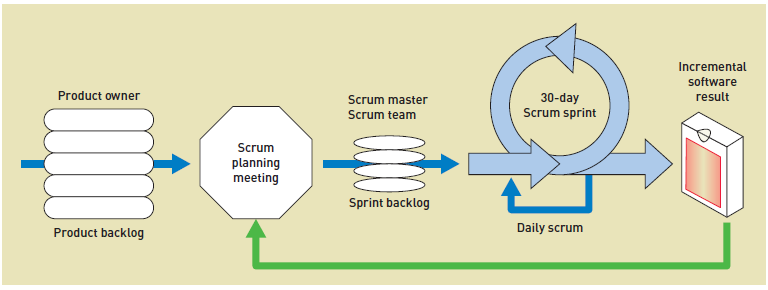 Product owner
Product backlog
Scrum
planning
meeting
Scrum master
Scrum team
Sprint backlog
30-day
Scrum sprint
Daily scrum
Incremental
software
result